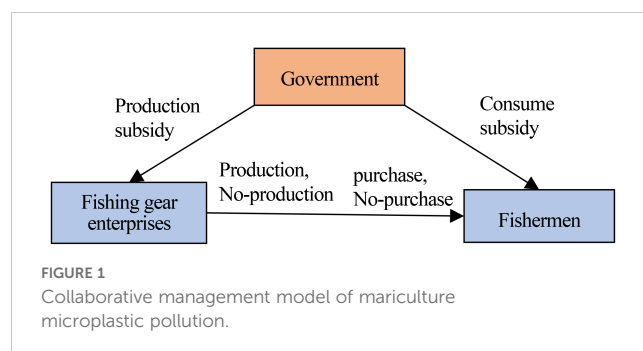 Government
Production
subsidy
Consume
subsidy
Production,
No-production
purchase,
No-purchase
Fishing gear
enterprises
Fishermen
FIGURE 1
Collaborative management model of mariculture
microplastic pollution.